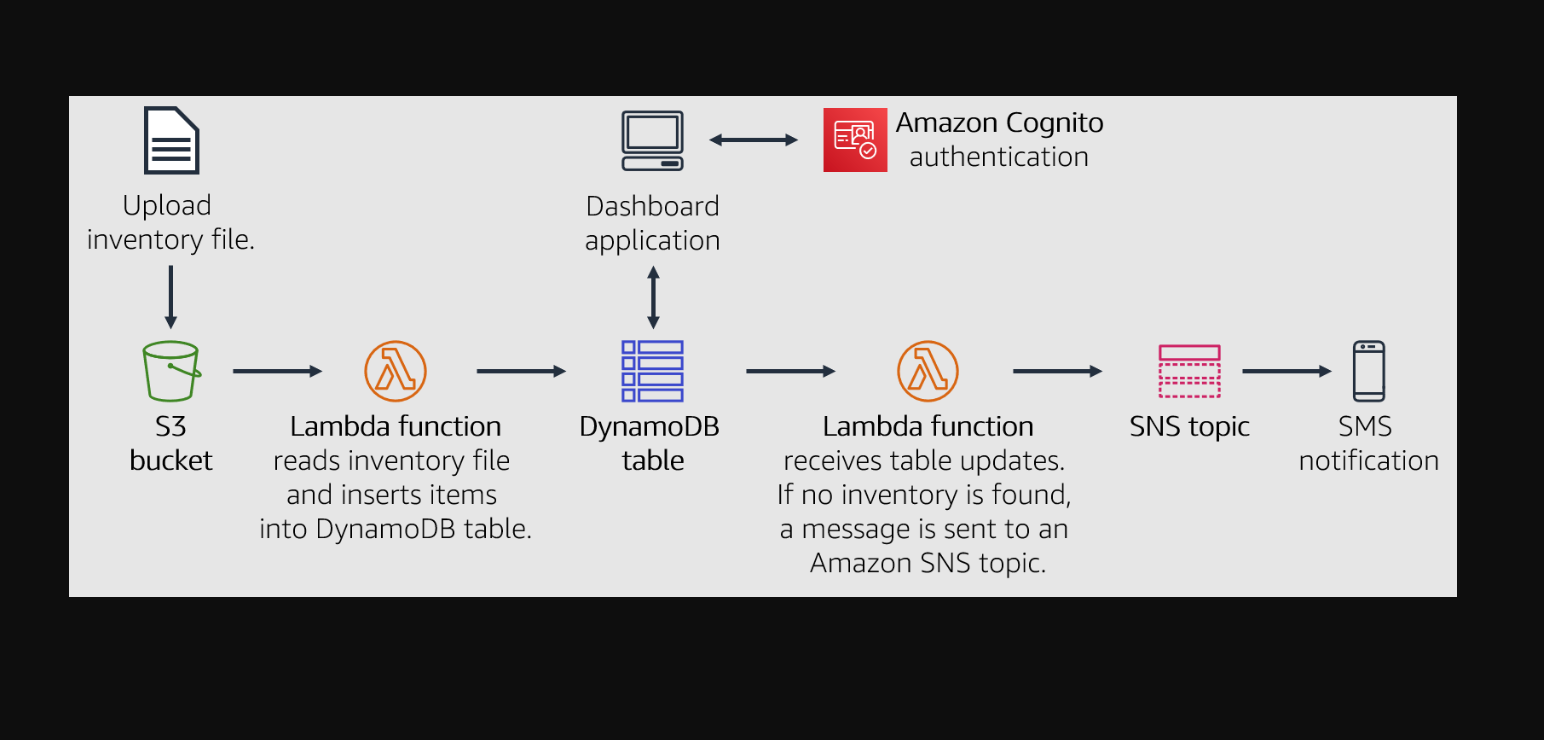 Upload
inventory file.
Dashboard
application
Amazon Cognito
authentication
S3
bucket
Lambda function
reads inventory file
and inserts items
into DynamoDB table.
DynamoDB
table
Lambda function
receives table updates.
If no inventory is found,
a message is sent to an
Amazon SNS topic.
SNS topic
SMS
notification